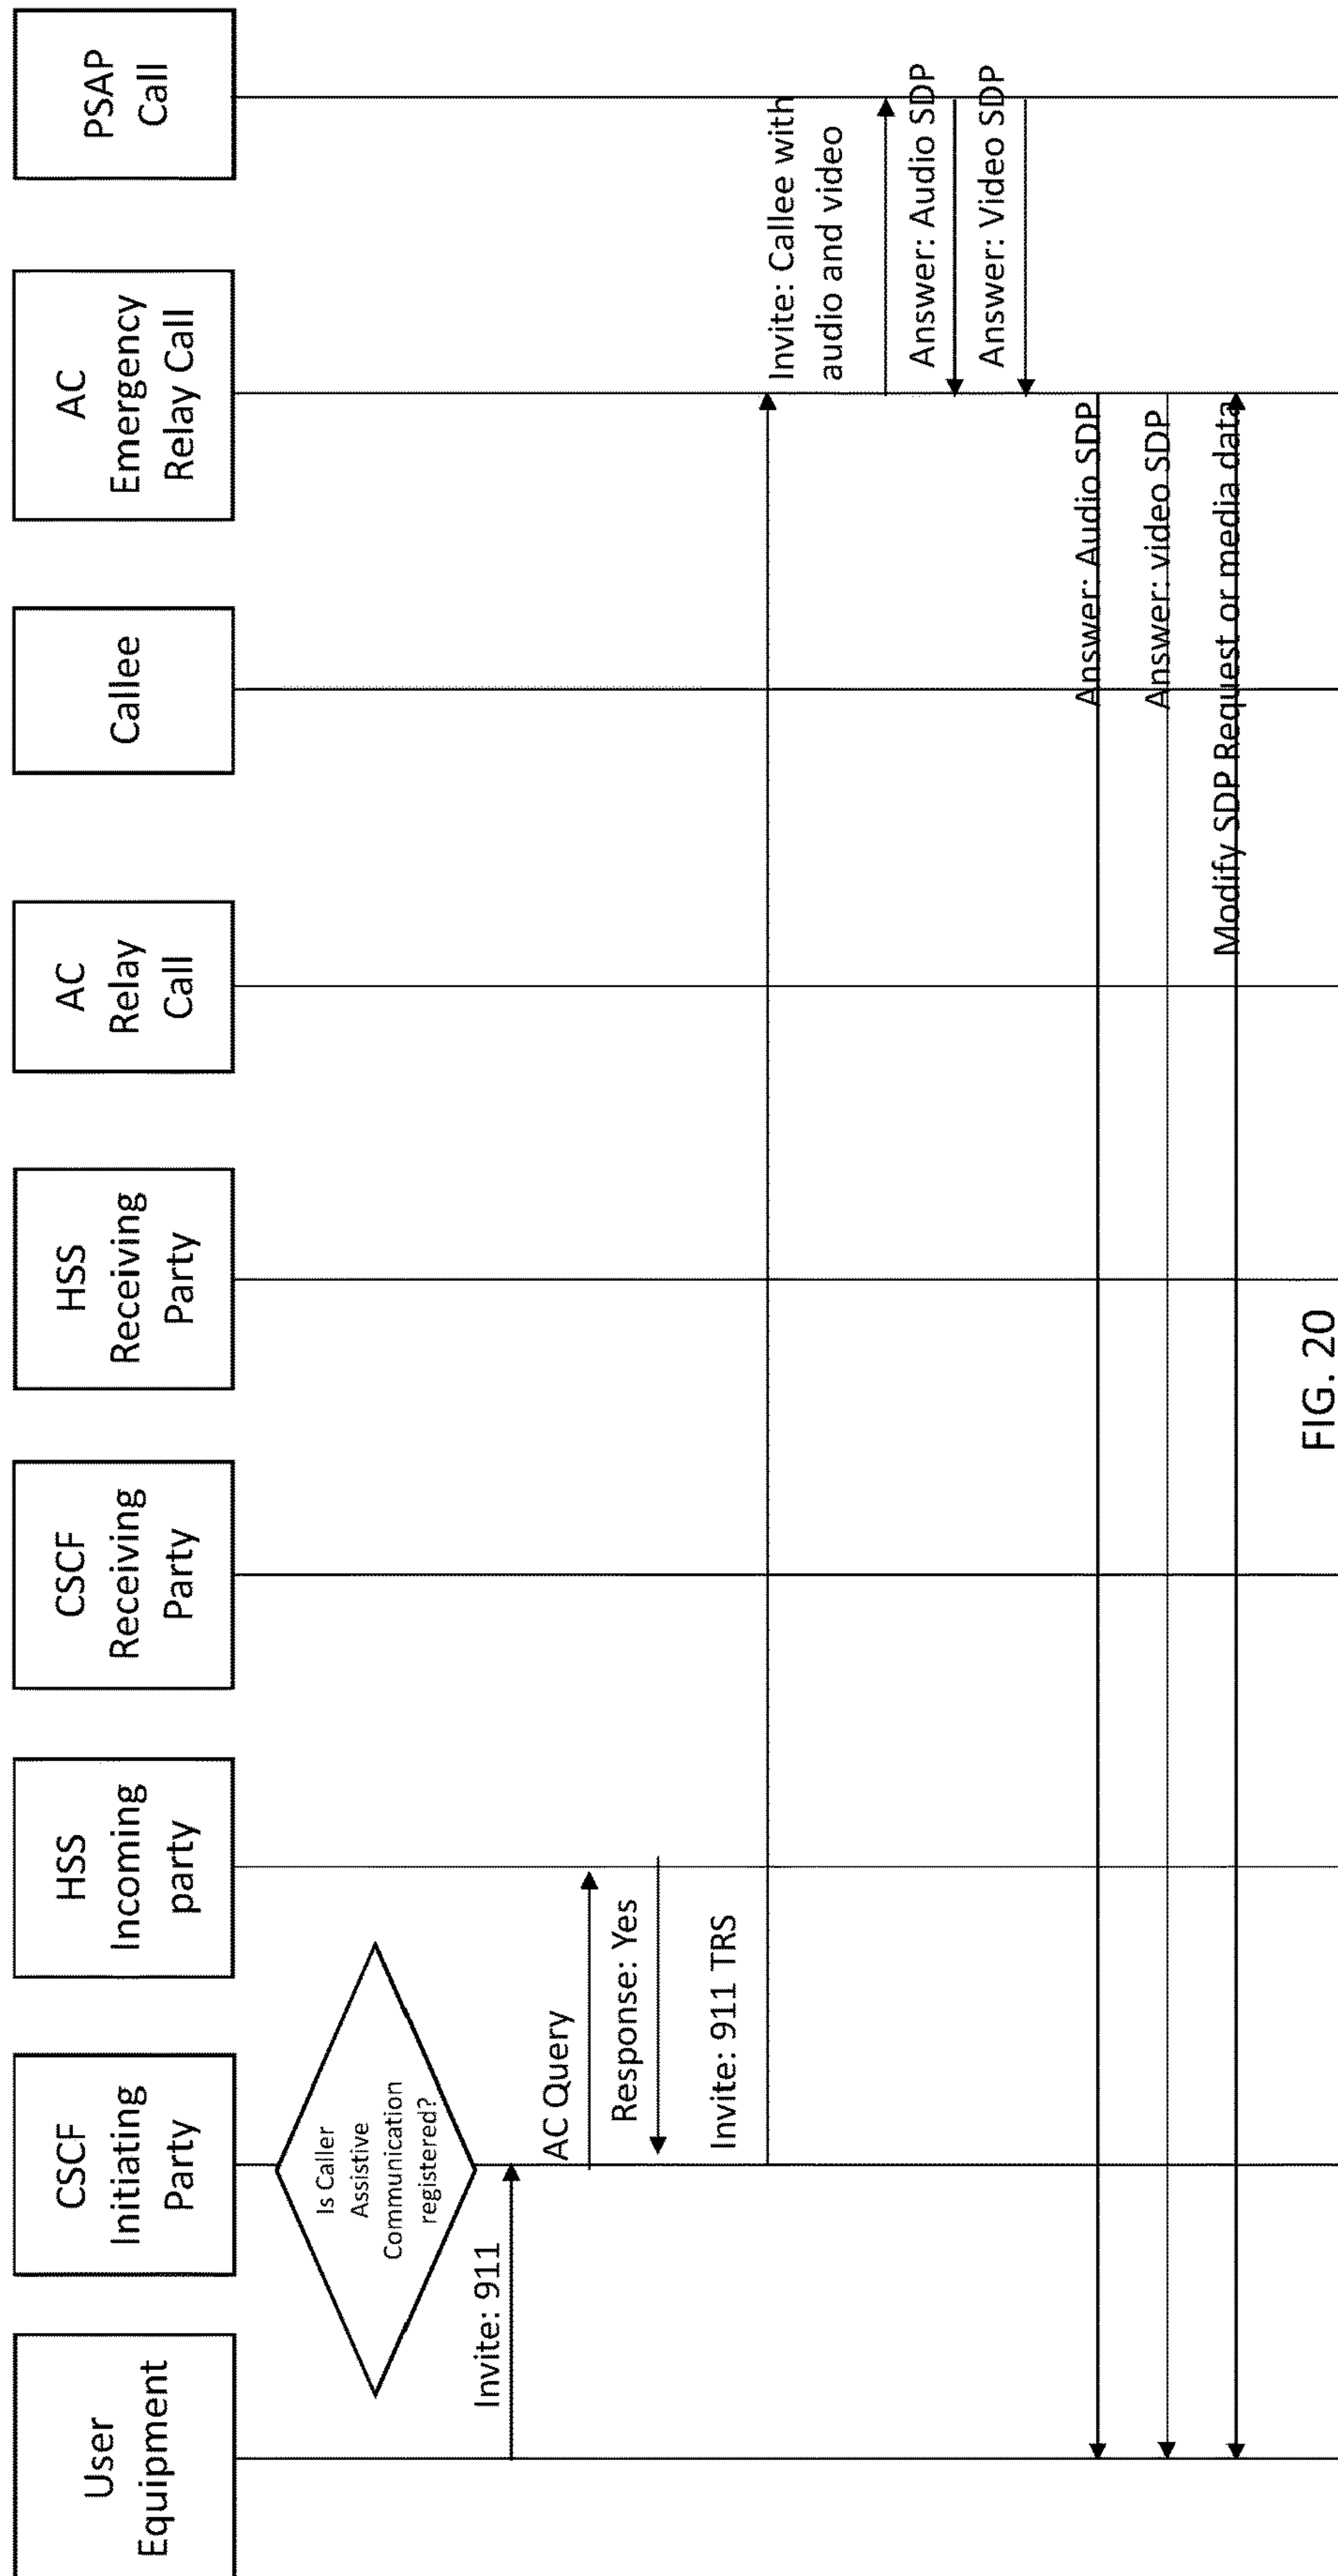 User
Equipment
CSCF
Initiating
Party
HSS
Incoming
party
CSCF
Receiving
Party
HSS
Receiving
Party
AC
Relay
Call
Callee
AC
Emergency
Relay Call
PSAP
Call
Is Caller
Assistive
Communication
registered?
Invite: 911
AC Query
Response: Yes
Invite: 911 TRS
Invite: Callee with
audio and video
Answer: Audio SDP
Answer: Video SDP
Answer: Audio SDP
Answer: video SDP
Modify SDP Request or media data
FIG. 20